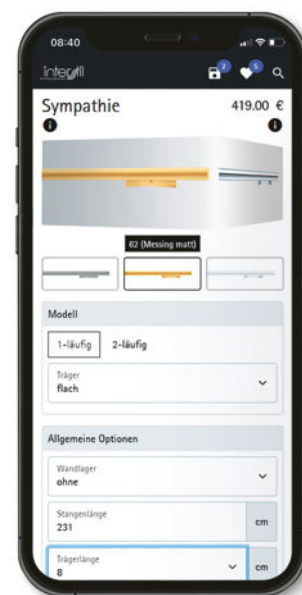 08:40
interstil
2
5
Sympathie
419.00 €
62 (Messing matt)
Modell
1-läufig 2-läufig
Träger
flach
Allgemeine Optionen
Wandlager
ohne
Stangenlänge
231 cm
Trägerlänge
8 cm